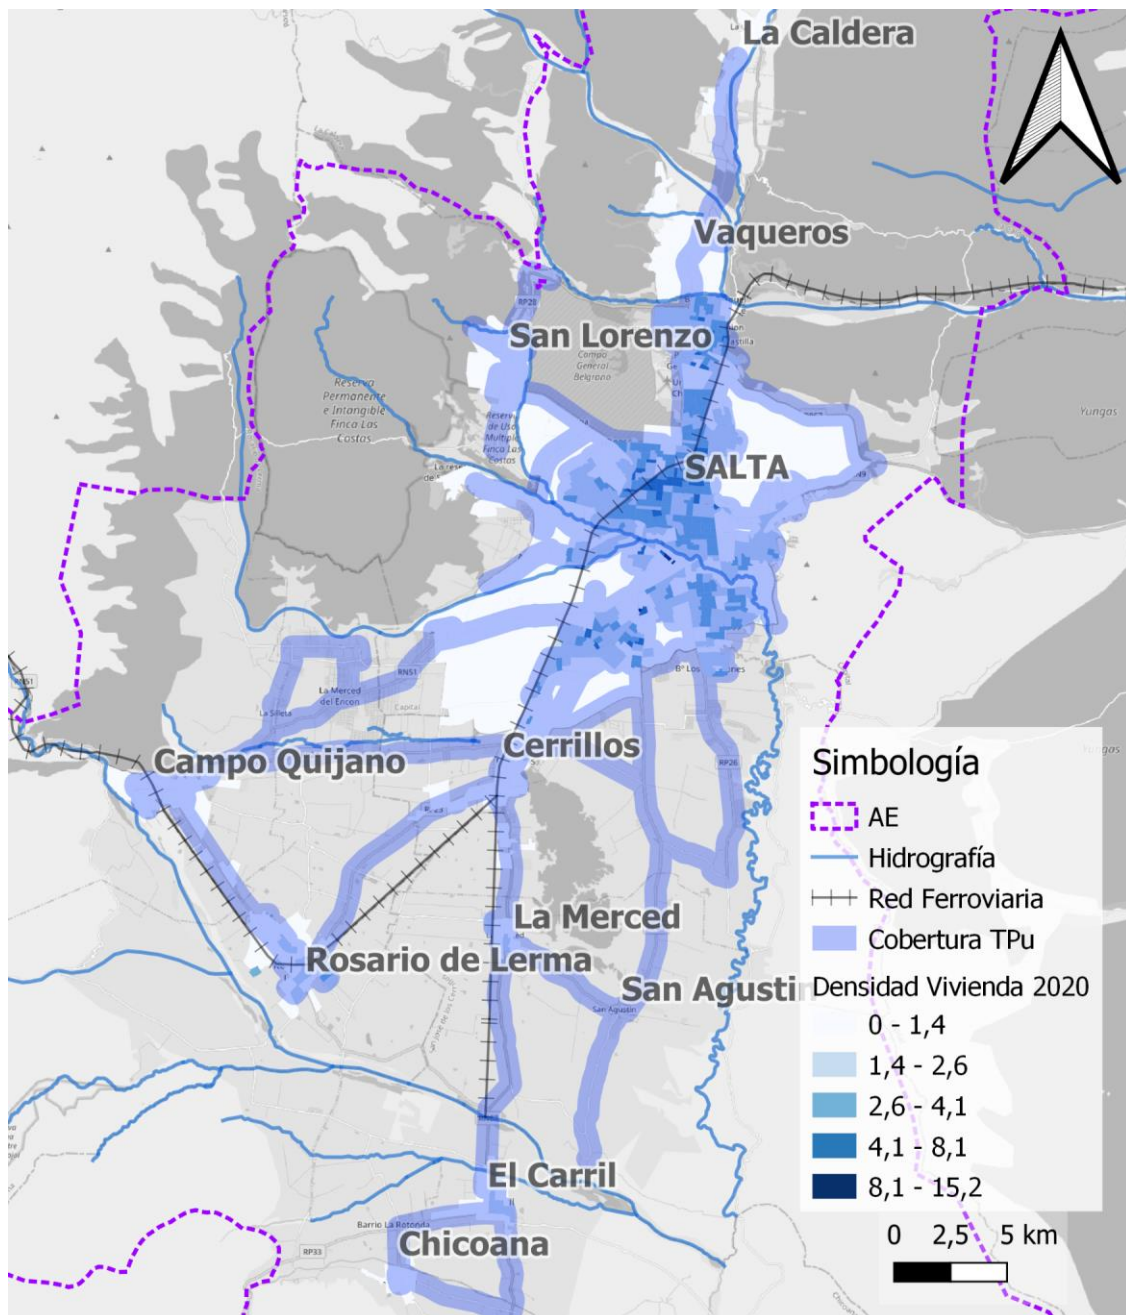 La Caldera
Vaqueros
RP28
San Lorenzo
Campo
General
Belgrano
Reserva
Permanente
e Intangible
Finca Las
Costas
Reserva
de Uso
Múltiple
Finca Las
Costas
Yungas
SALTA
RN51
RN51
La Merced
del Encon
Capital
La Silleta
Campo Quijano
Cerrillos
RP26
La Merced
Rosario de Lerma
San Agustin
San Agustín
El Carril
Barrio La Rotonda
Chicoana
RP33
Simbología
AE
Hidrografía
Red Ferroviaria
Cobertura TPu
Densidad Vivienda 2020
0 - 1,4
1,4 - 2,6
2,6 - 4,1
4,1 - 8,1
8,1 - 15,2
0 2,5 5 km